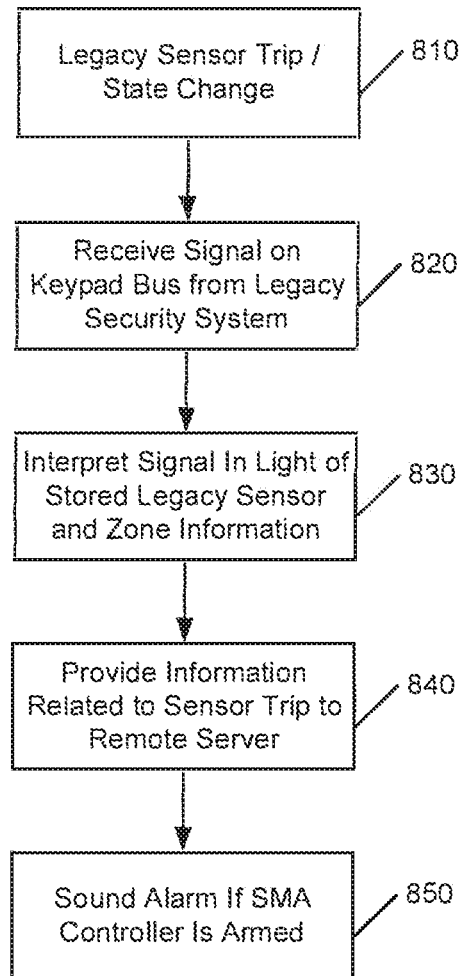 Legacy Sensor Trip /
State Change
810
Receive Signal on
Keypad Bus from Legacy
Security System
820
Interpret Signal In Light of
Stored Legacy Sensor
and Zone Information
830
Provide Information
Related to Sensor Trip to
Remote Server
840
Sound Alarm If SMA
Controller Is Armed
850